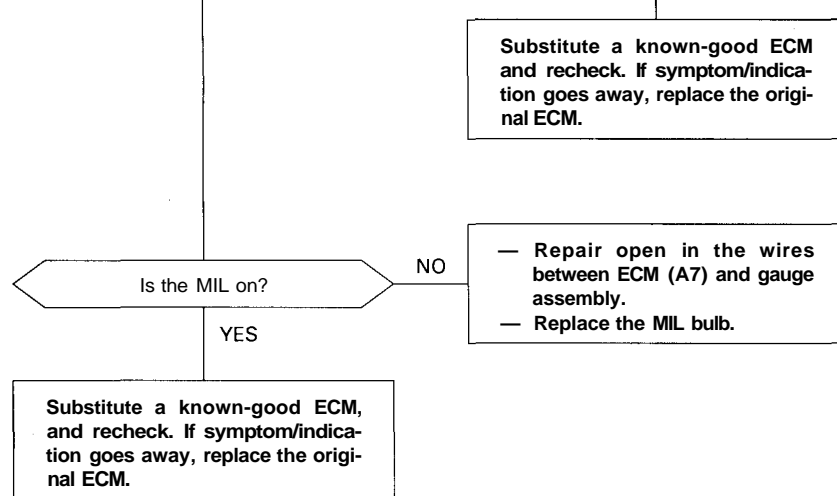 Substitute a known-good ECM
and recheck. If symptom/indica-
tion goes away, replace the origi-
nal ECM.
Is the MIL on?
NO
— Repair open in the wires
between ECM (A7) and gauge
assembly.
— Replace the MIL bulb.
YES
Substitute a known-good ECM,
and recheck. If symptom/indica-
tion goes away, replace the origi-
nal ECM.